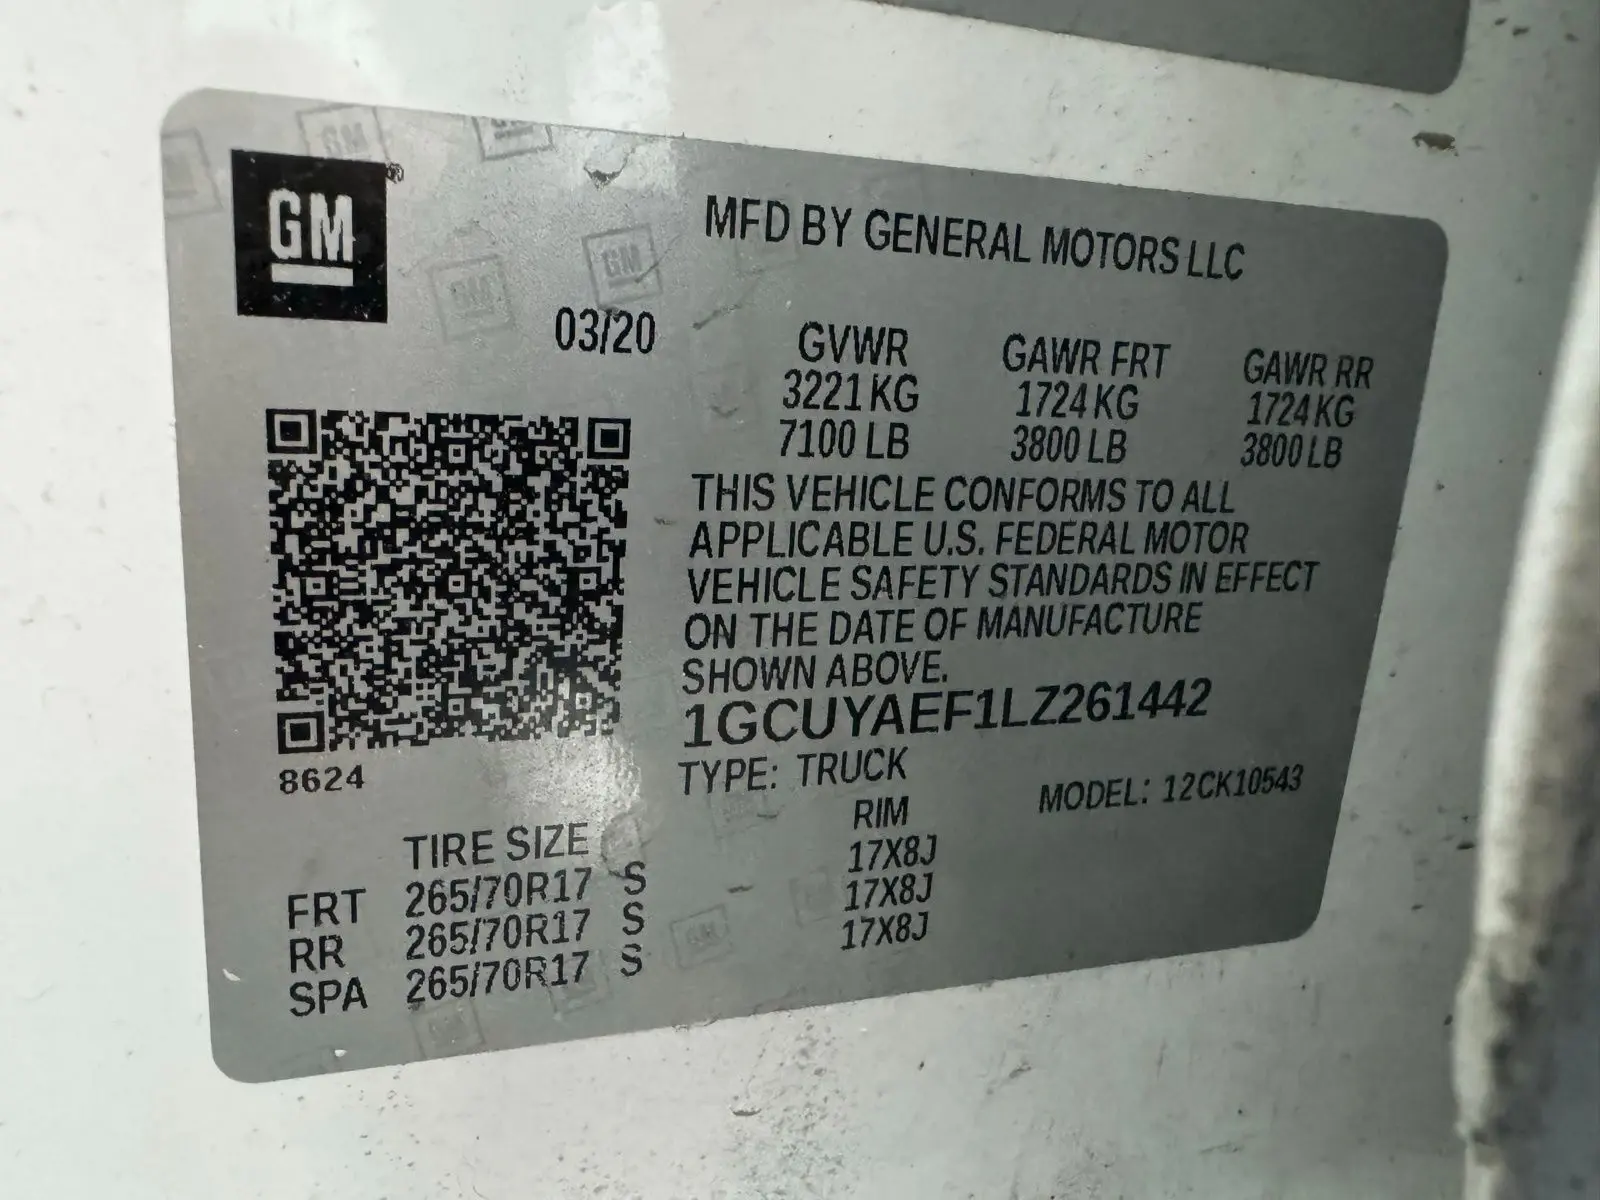 GM®
MFD BY GENERAL MOTORS LLC
03/20
GVWR GAWR FRT GAWR RR
3221 KG 1724 KG 1724 KG
7100 LB 3800 LB 3800 LB
THIS VEHICLE CONFORMS TO ALL
APPLICABLE U.S. FEDERAL MOTOR
VEHICLE SAFETY STANDARDS IN EFFECT
ON THE DATE OF MANUFACTURE
SHOWN ABOVE.
1GCUYAEF1LZ261442
8624
TYPE: TRUCK MODEL: 12CK10543
TIRE SIZE RIM
FRT 265/70R17 S 17X8J
RR 265/70R17 S 17X8J
SPA 265/70R17 S 17X8J